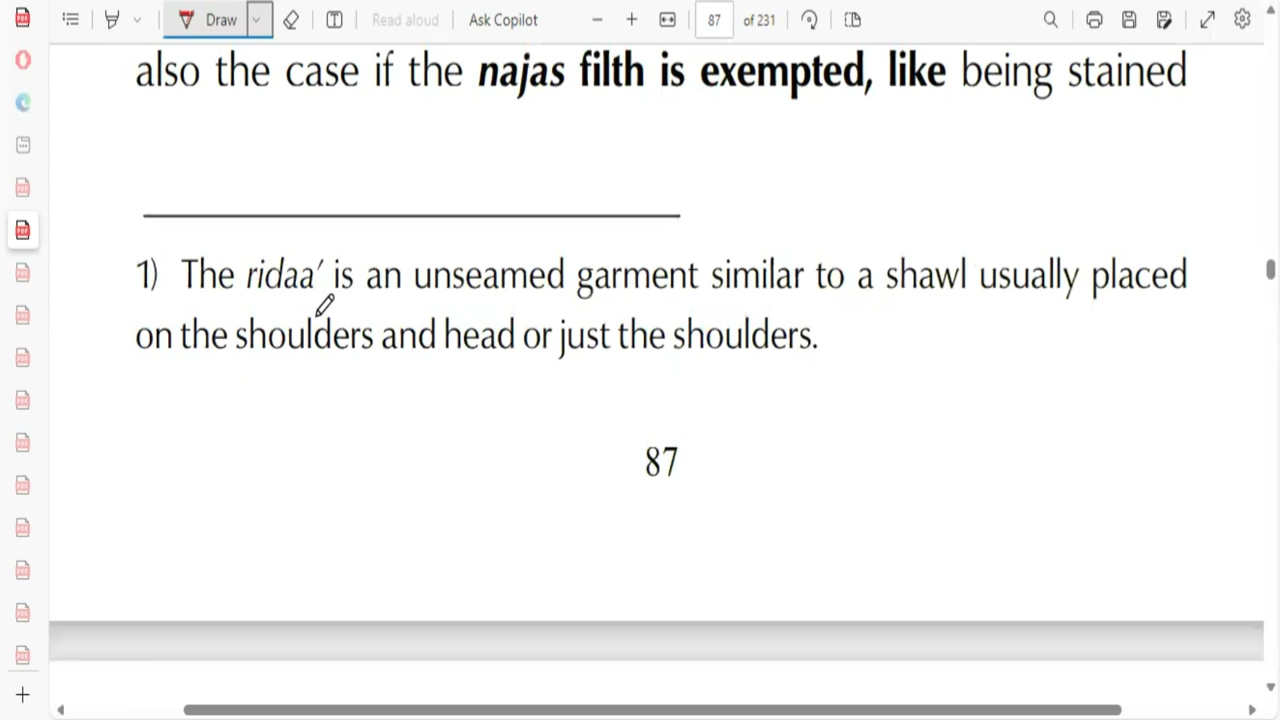 Draw
Read aloud
Ask Copilot
87
of 231
also the case if the najas filth is exempted, like being stained
1) The ridaa’ is an unseamed garment similar to a shawl usually placed
on the shoulders and head or just the shoulders.
87